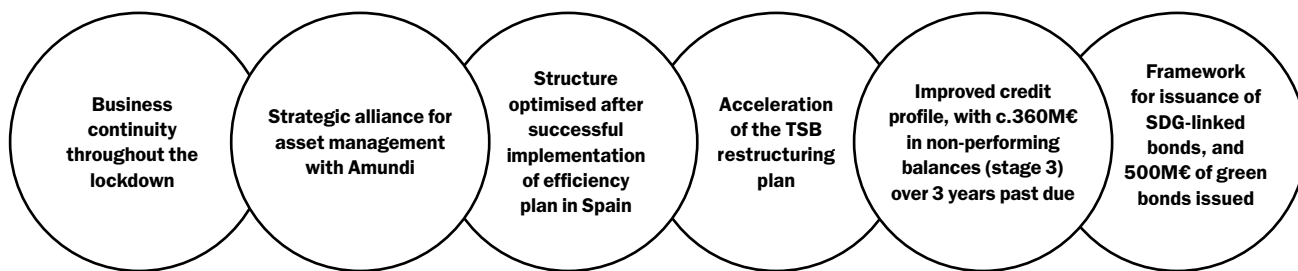 Business
continuity
throughout the
lockdown
Strategic alliance for
asset management
with Amundi
Structure
optimised after
successful
implementation
of efficiency
plan in Spain
Acceleration
of the TSB
restructuring
plan
Improved credit
profile, with c.360M€
in non-performing
balances (stage 3)
over 3 years past due
Framework
for issuance of
SDG-linked
bonds, and
500M€ of green
bonds issued